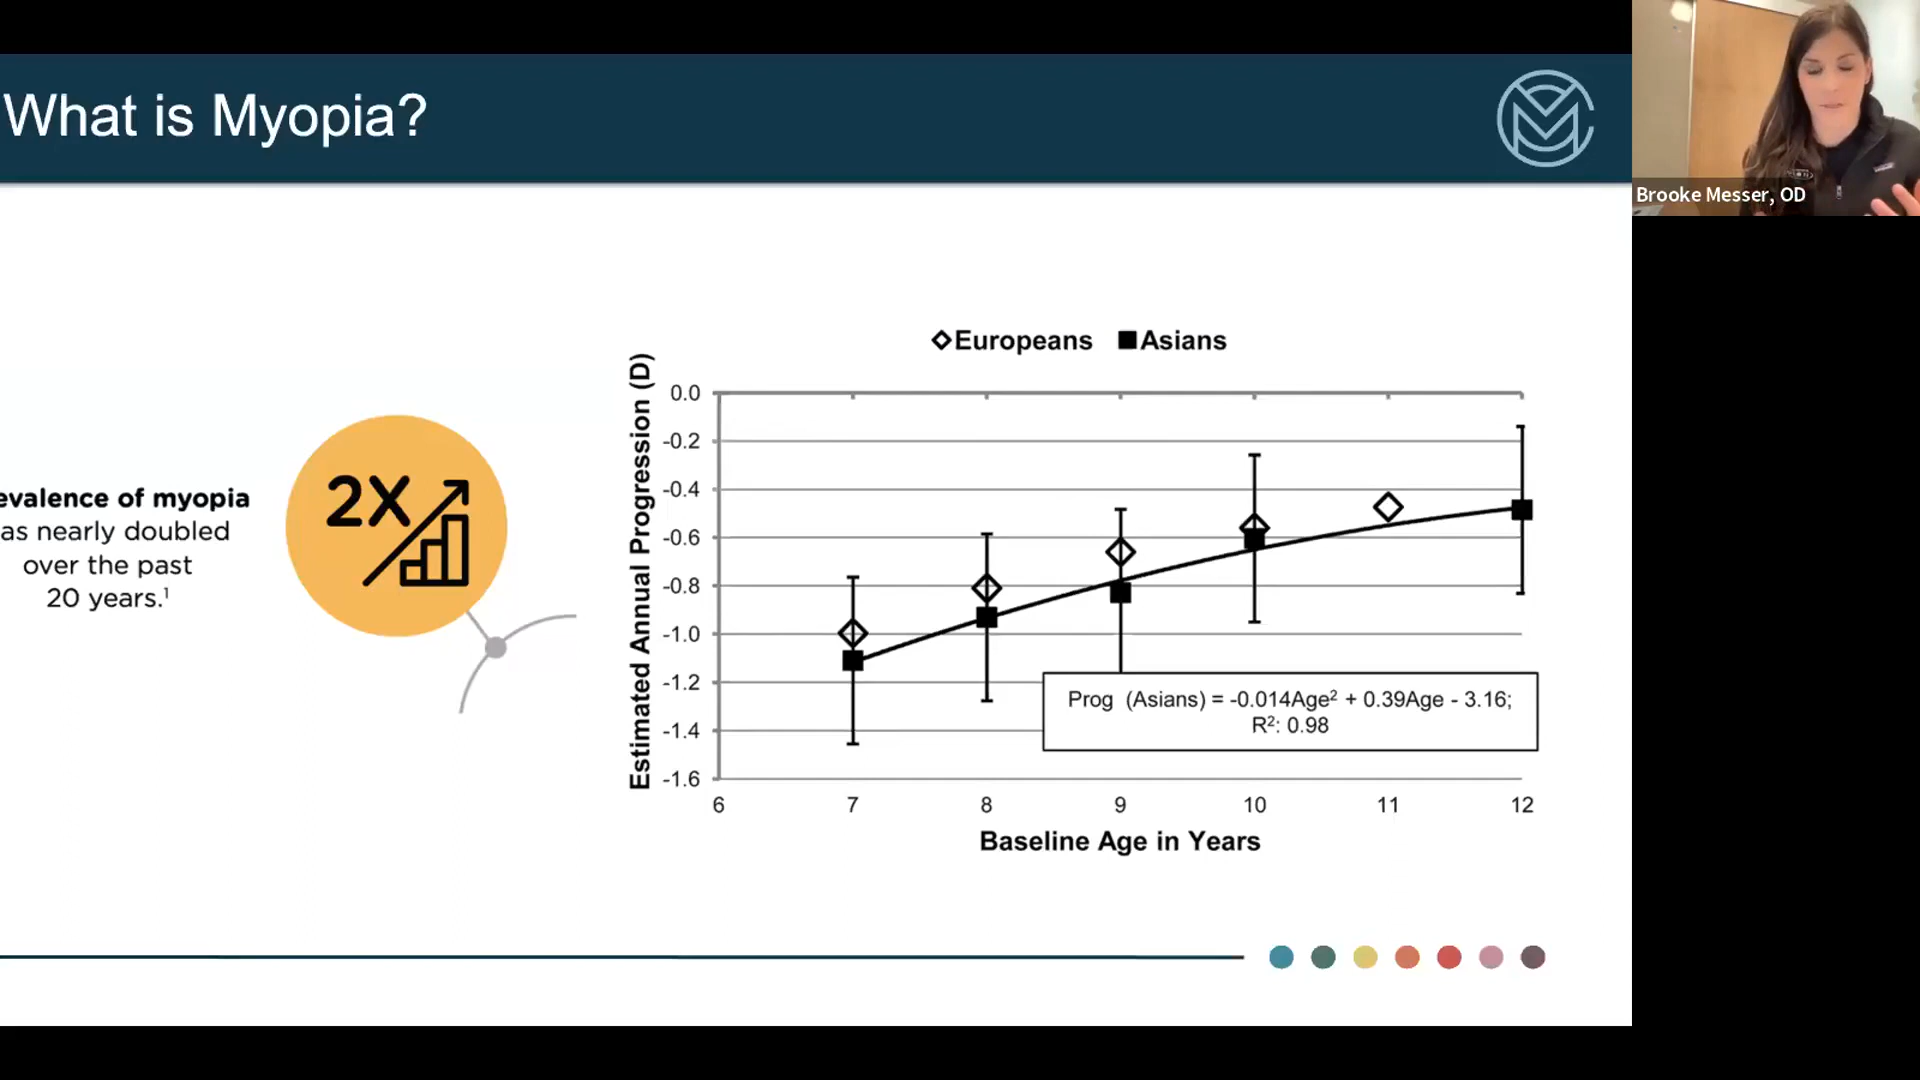 What is Myopia?
Brooke Messer, OD
evalence of myopia
as nearly doubled
over the past
20 years.¹
2X
Europeans Asians
Estimated Annual Progression (D)
0.0
-0.2
-0.4
-0.6
-0.8
-1.0
-1.2
-1.4
-1.6
Prog (Asians) = -0.014Age² + 0.39Age - 3.16;
R²: 0.98
6 7 8 9 10 11 12
Baseline Age in Years